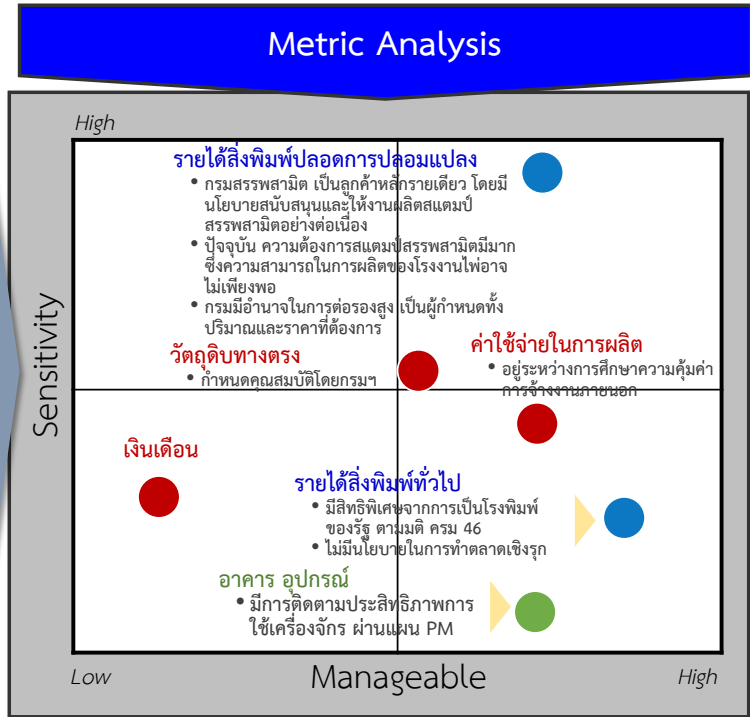 Metric Analysis
High
รายได้สิ่งพิมพ์ปลอดการปลอมแปลง
• กรมสรรพสามิต เป็นลูกค้าหลักรายเดียว โดยมี
นโยบายสนับสนุนและให้งานผลิตสแตมป์
สรรพสามิตอย่างต่อเนื่อง
• ปัจจุบัน ความต้องการสแตมป์สรรพสามิตมีมาก
ซึ่งความสามารถในการผลิตของโรงงานไพ่อาจ
ไม่เพียงพอ
• กรมมีอำนาจในการต่อรองสูง เป็นผู้กำหนดทั้ง
ปริมาณและราคาที่ต้องการ
วัตถุดิบทางตรง
• กำหนดคุณสมบัติโดยกรมฯ
ค่าใช้จ่ายในการผลิต
• อยู่ระหว่างการศึกษาความคุ้มค่า
การจ้างงานภายนอก
Sensitivity
เงินเดือน
รายได้สิ่งพิมพ์ทั่วไป
• มีสิทธิพิเศษจากการเป็นโรงพิมพ์
ของรัฐ ตามมติ ครม 46
• ไม่มีนโยบายในการทำตลาดเชิงรุก
อาคาร อุปกรณ์
• มีการติดตามประสิทธิภาพการ
ใช้เครื่องจักร ผ่านแผน PM
Low
Manageable
High